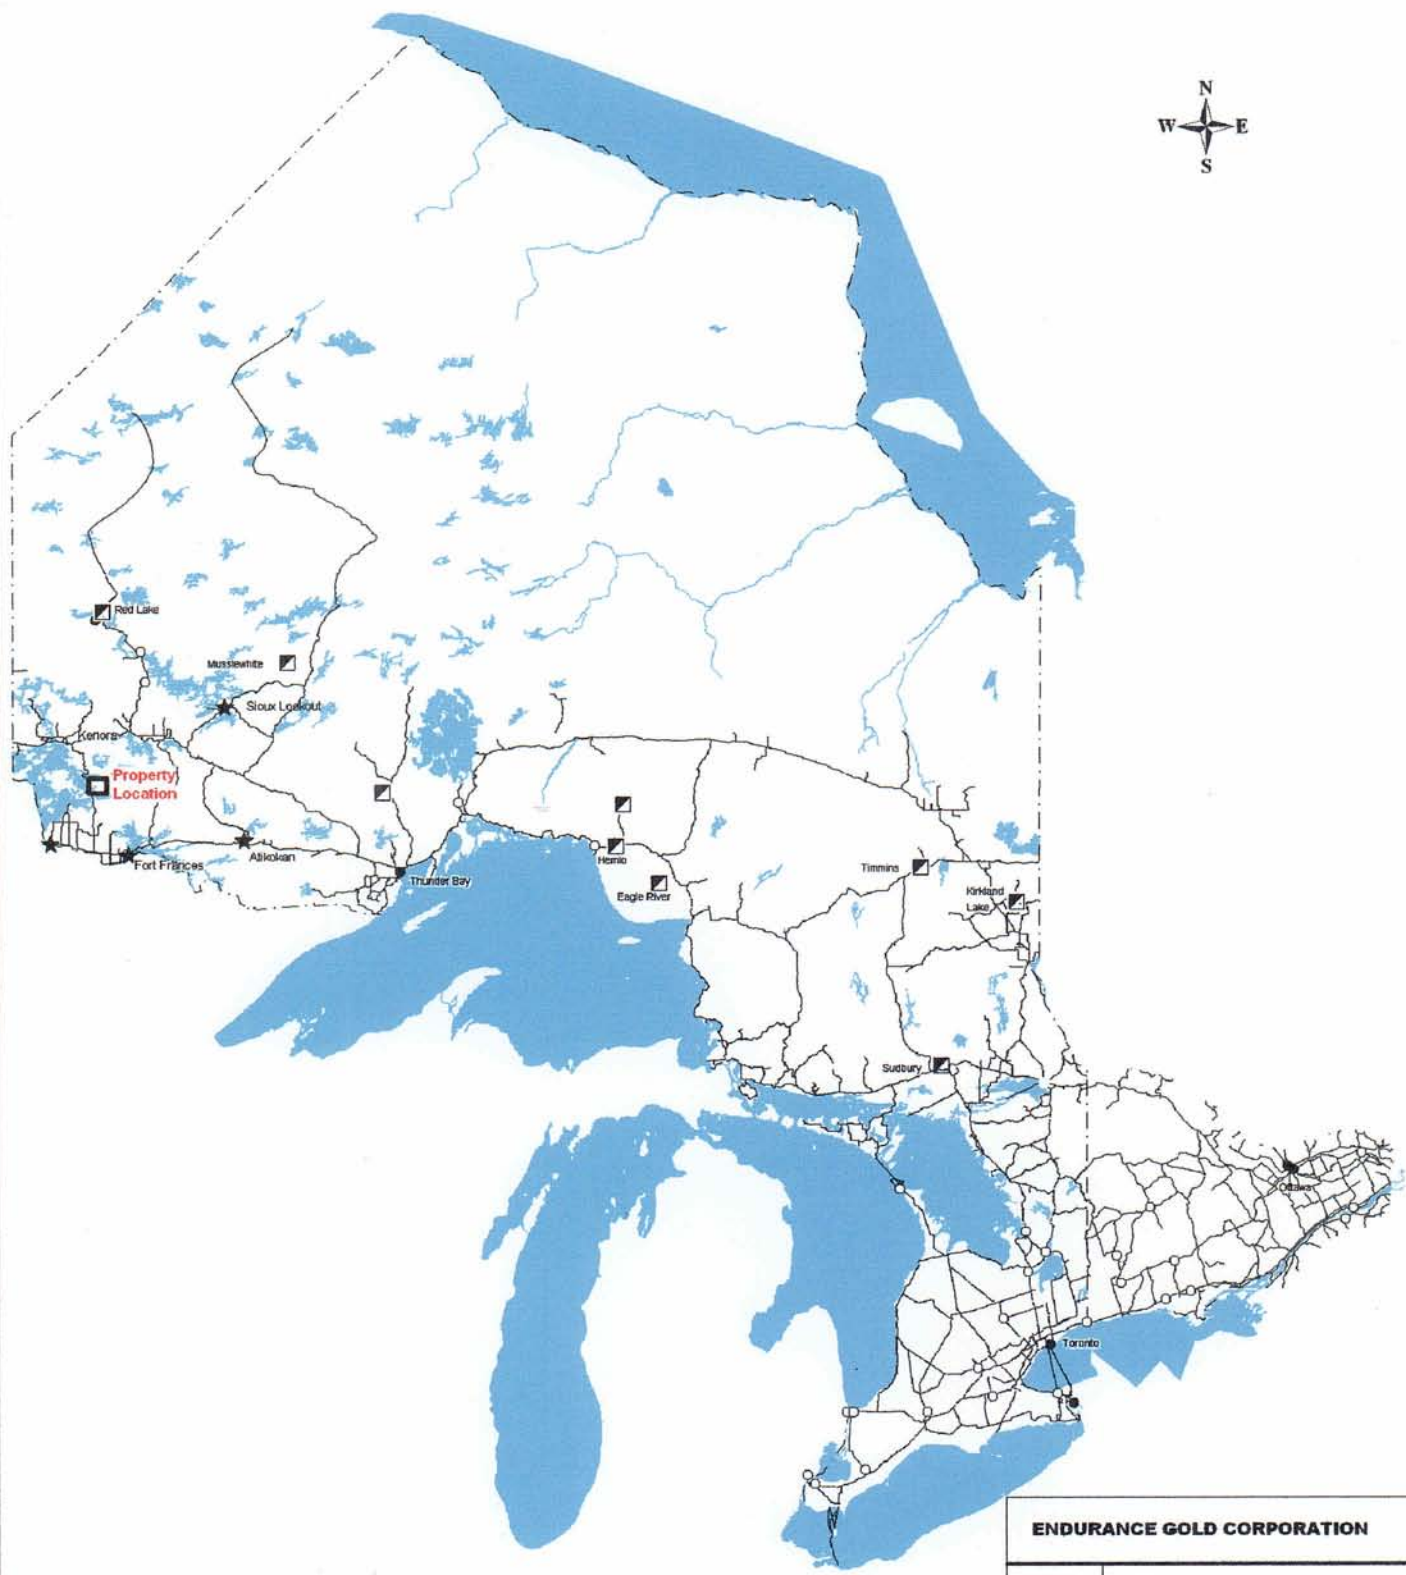 N
W E
S
Red Lake
Musslewhite
Sioux Lookout
Kenora
Property
Location
Fort Frances
Atikokan
Thunder Bay
Hemlo
Eagle River
Timmins
Kirkland
Lake
Sudbury
Ottawa
Toronto
ENDURANCE GOLD CORPORATION